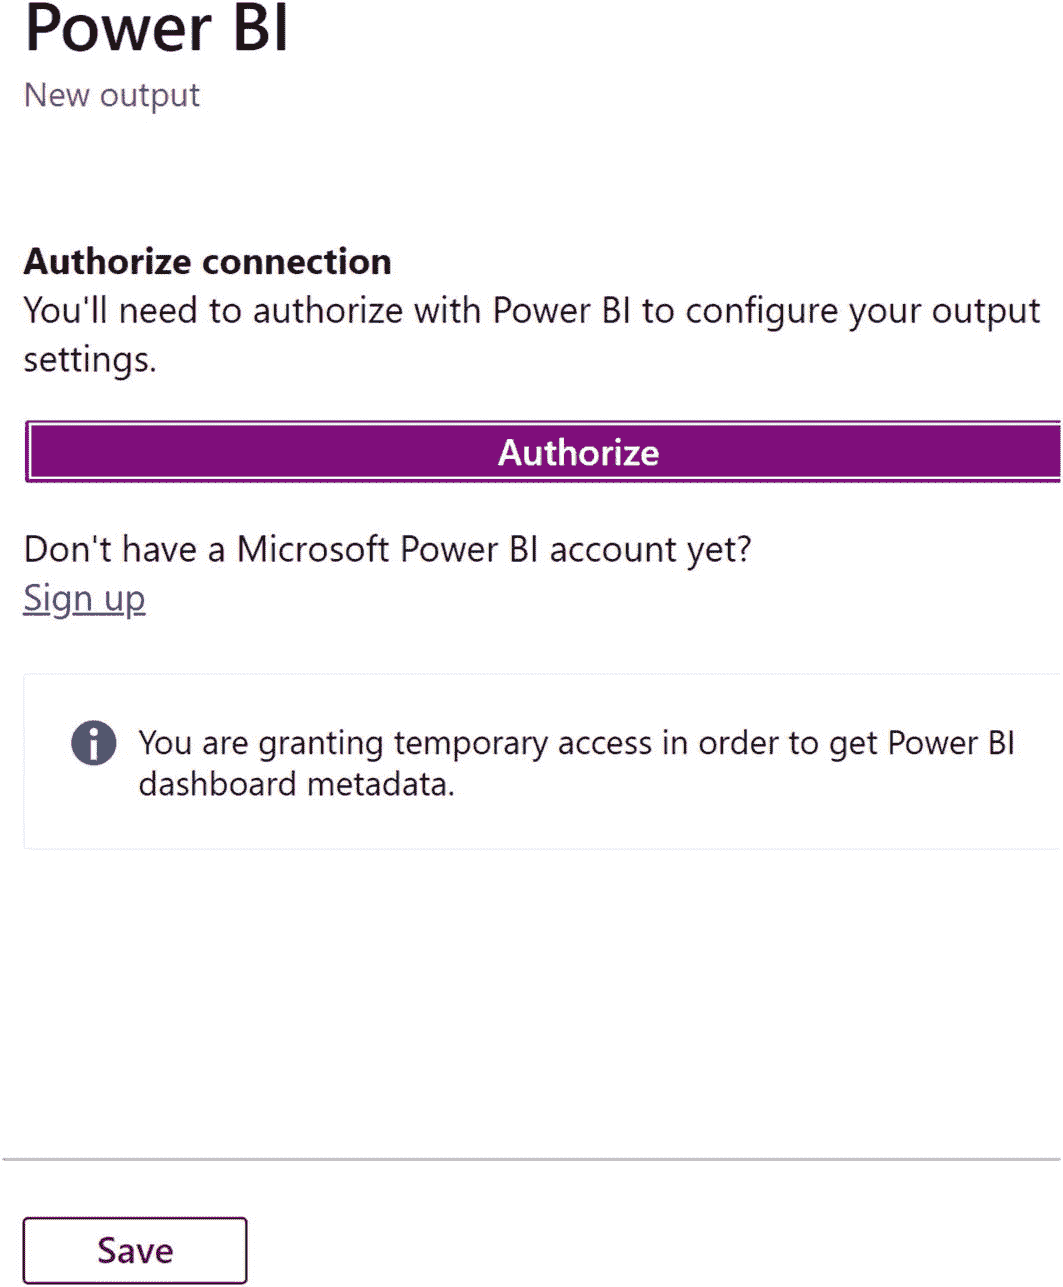 Power BI
New output
Authorize connection
You'll need to authorize with Power BI to configure your output
settings.
Authorize
Don't have a Microsoft Power BI account yet?
Sign up
You are granting temporary access in order to get Power BI
dashboard metadata.
Save